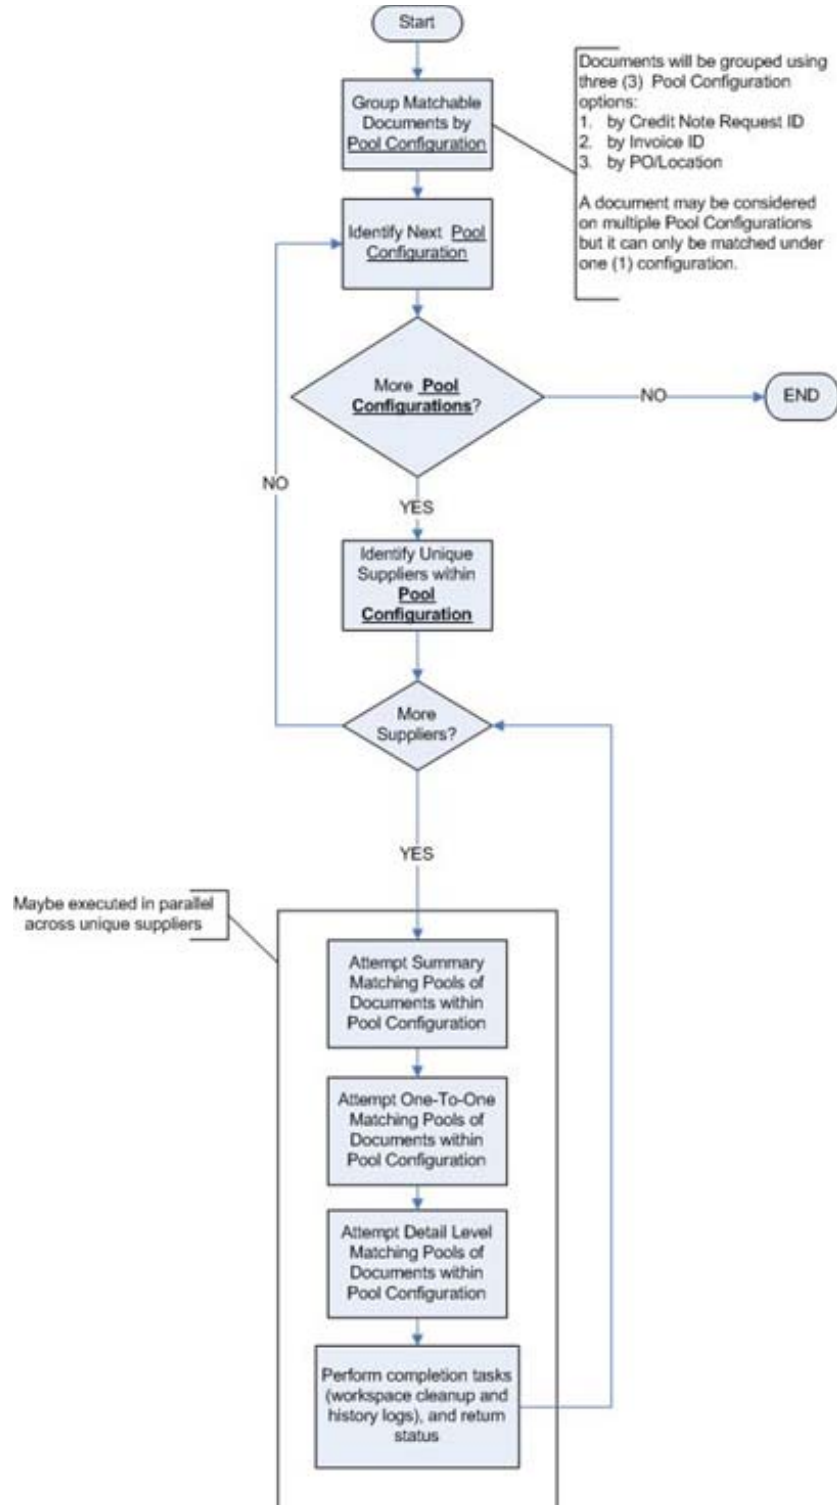 Start
Group Matchable
Documents by
Pool Configuration
Documents will be grouped using
three (3) Pool Configuration
options:
1. by Credit Note Request ID
2. by Invoice ID
3. by PO/Location
A document may be considered
on multiple Pool Configurations
but it can only be matched under
one (1) configuration.
Identify Next Pool
Configuration
More Pool
Configurations?
NO
END
NO
YES
Identify Unique
Suppliers within
Pool
Configuration
More
Suppliers?
YES
Maybe executed in parallel
across unique suppliers
Attempt Summary
Matching Pools of
Documents within
Pool Configuration
Attempt One-To-One
Matching Pools of
Documents within
Pool Configuration
Attempt Detail Level
Matching Pools of
Documents within
Pool Configuration
Perform completion tasks
(workspace cleanup and
history logs), and return
status